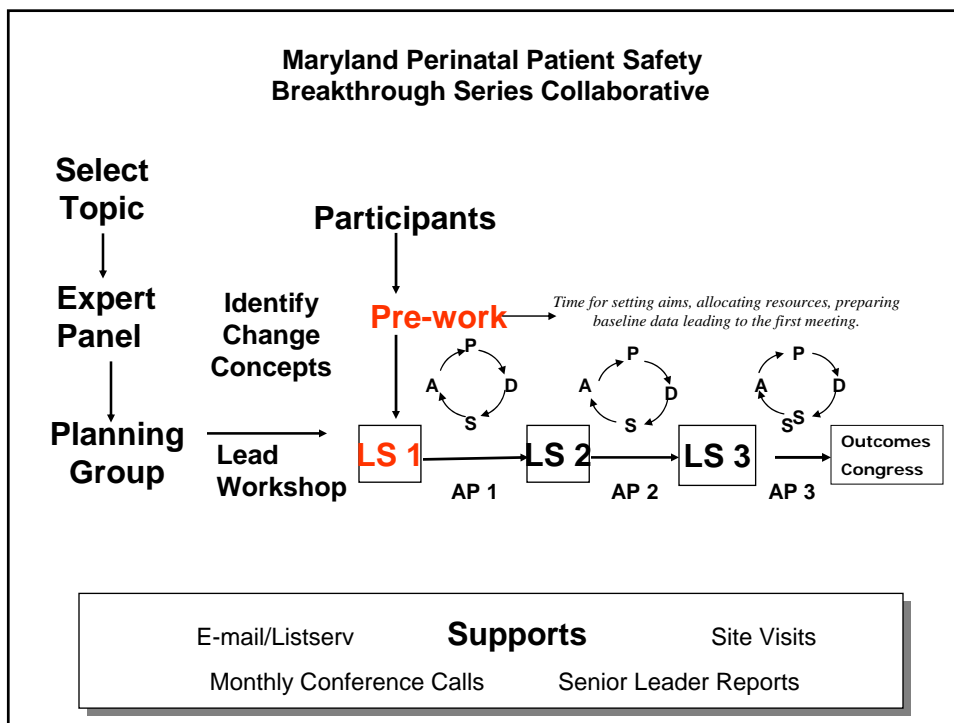 Maryland Perinatal Patient Safety
Breakthrough Series Collaborative
Select
Topic
Participants
Expert
Panel
Identify
Change
Concepts
Pre-work
Time for setting aims, allocating resources, preparing
baseline data leading to the first meeting.
P
A D
S
P
A D
S
P
A D
S S
Planning
Group
Lead
Workshop
LS 1
LS 2
LS 3
AP 1
AP 2
AP 3
Outcomes
Congress
E-mail/Listserv Supports Site Visits
Monthly Conference Calls Senior Leader Reports